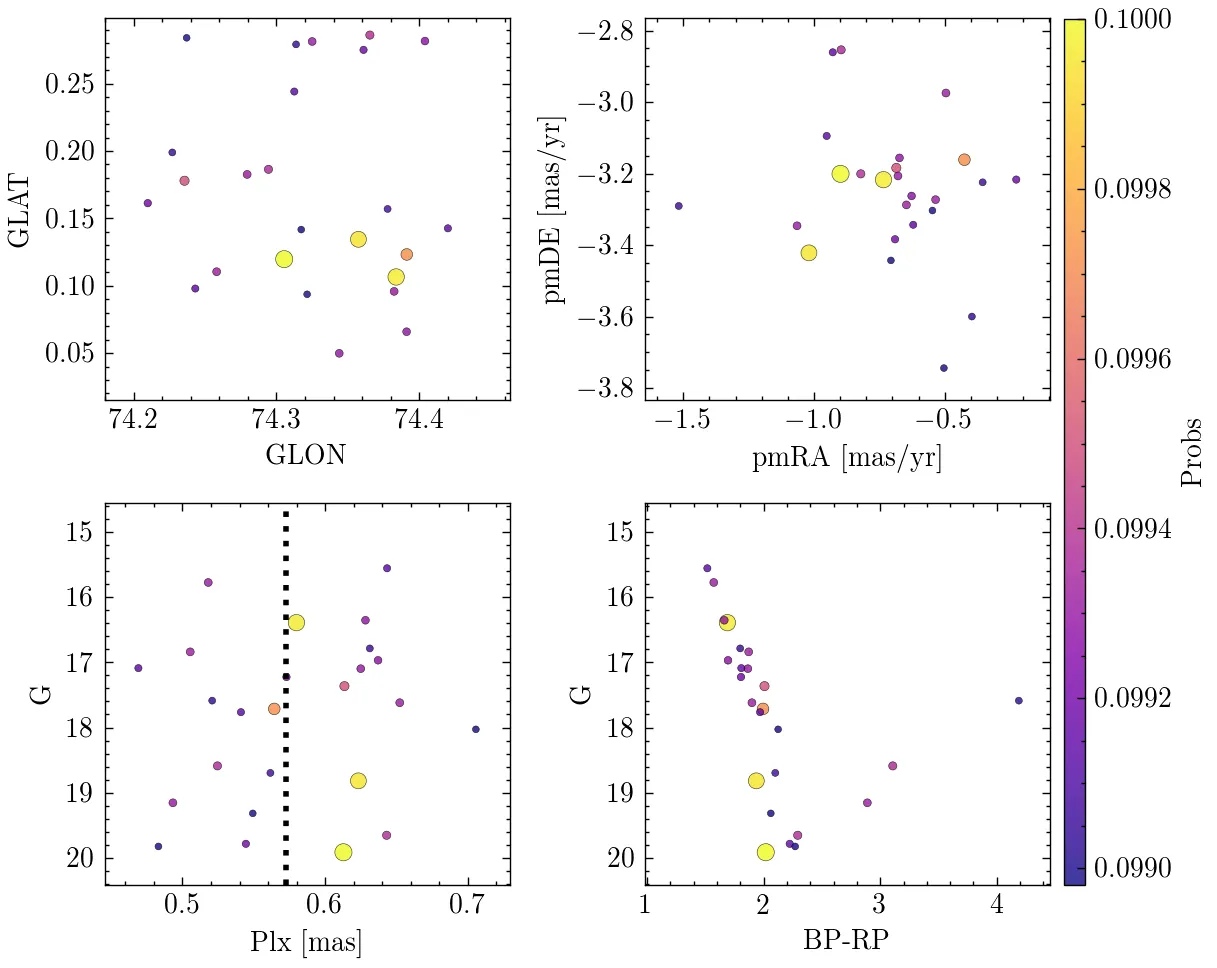 GLAT
0.25
0.20
0.15
0.10
0.05
74.2 74.3 74.4
GLON
pmDE [mas/yr]
−2.8
−3.0
−3.2
−3.4
−3.6
−3.8
−1.5 −1.0 −0.5
pmRA [mas/yr]
G
15
16
17
18
19
20
0.5 0.6 0.7
Plx [mas]
G
15
16
17
18
19
20
1 2 3 4
BP-RP
0.1000
0.0998
0.0996
0.0994
0.0992
0.0990
Probs